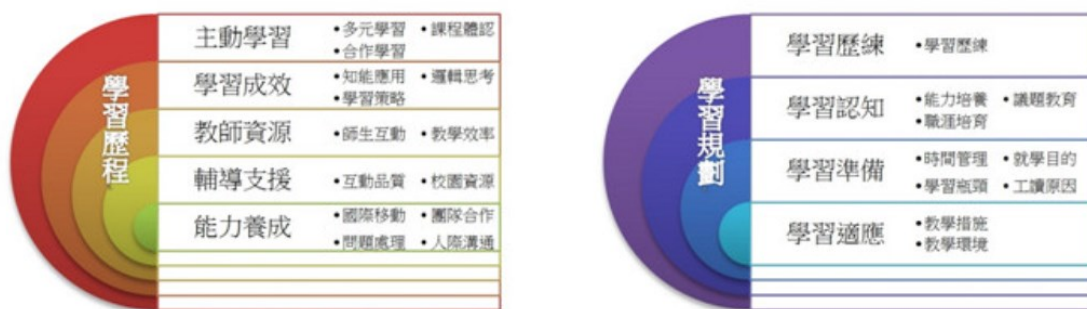 學習歷程
主動學習
•多元學習 •課程體認
•合作學習
學習成效
•知能應用 •邏輯思考
•學習策略
教師資源
•師生互動 •教學效率
輔導支援
•互動品質 •校園資源
能力養成
•國際移動 •團隊合作
•問題處理 •人際溝通
學習規劃
學習歷練
•學習歷練
學習認知
•能力培養 •議題教育
•職涯培育
學習準備
•時間管理 •就學目的
•學習瓶頸 •工讀原因
學習適應
•教學措施
•教學環境